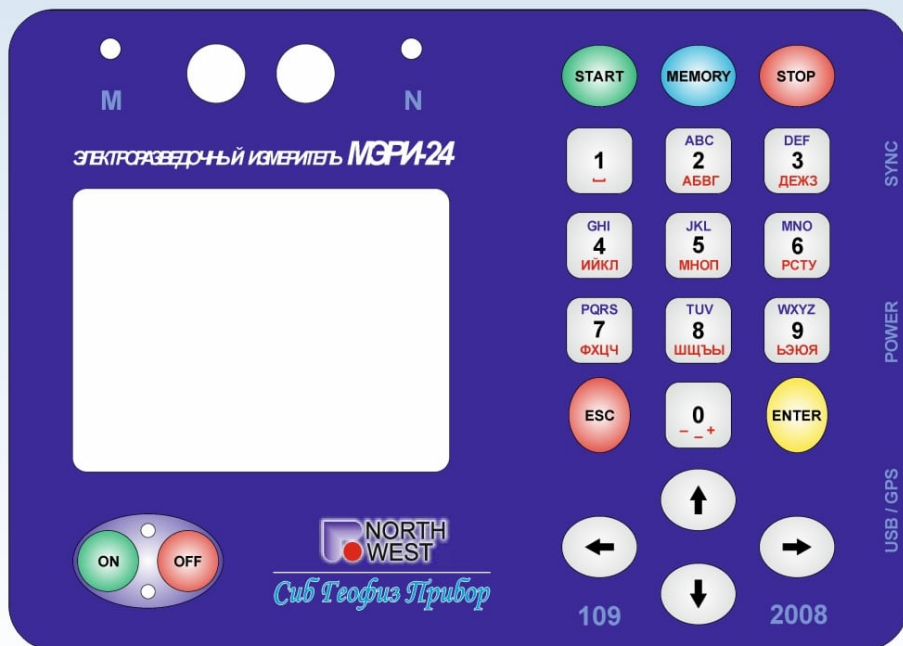 M
N
ЭЛЕКТРОРАЗВЕДОЧНЫЙ ИЗМЕРИТЕЛЬ МЭРИ-24
START MEMORY STOP
1
ABC
2
АБВГ
DEF
3
ДЕЖЗ
GHI
4
ИЙКЛ
JKL
5
МНОП
MNO
6
РСТУ
PQRS
7
ФХЦЧ
TUV
8
ШЩЪЫ
WXYZ
9
ЬЭЮЯ
ESC
0
– _ +
ENTER
SYNC
POWER
USB / GPS
ON OFF
NORTH
WEST
Сиб Геофиз Прибор
109 2008